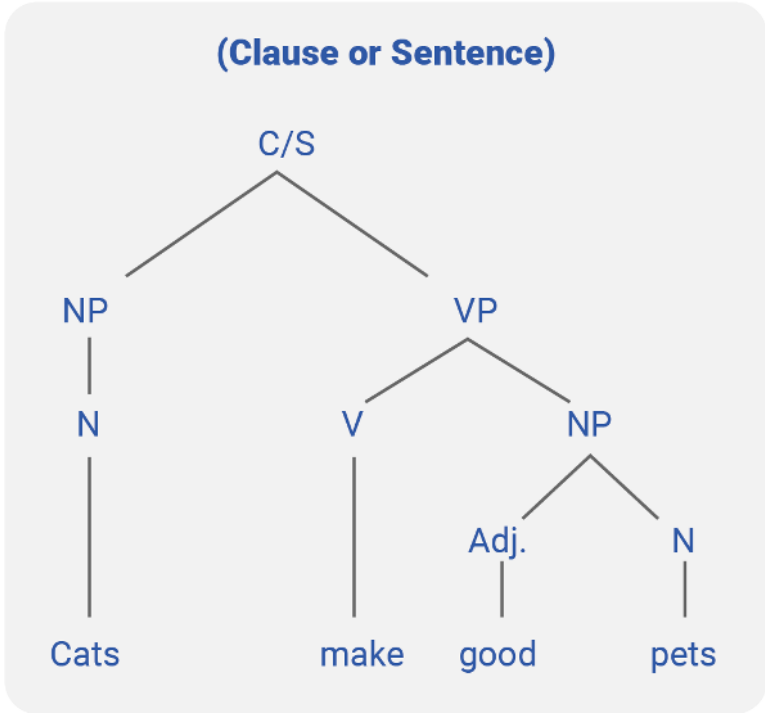 (Clause or Sentence)
C/S
NP VP
N V NP
Adj. N
Cats make good pets